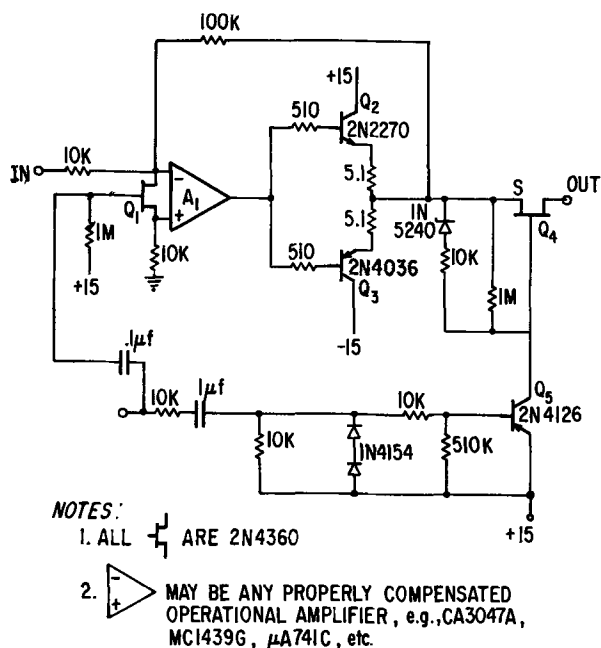 100K
+15
Q2
510
2N2270
IN
10K
5.1
S
OUT
A1
Q1
1N
5240
Q4
1M
5.1
10K
10K
1M
+15
510
2N4036
Q3
-15
.1µf
10K
1µf
10K
Q5
2N4126
10K
1N4154
510K
+15
NOTES:
1. ALL ARE 2N4360
2. - + MAY BE ANY PROPERLY COMPENSATED
OPERATIONAL AMPLIFIER, e.g.,CA3047A,
MC1439G, µA741C, etc.